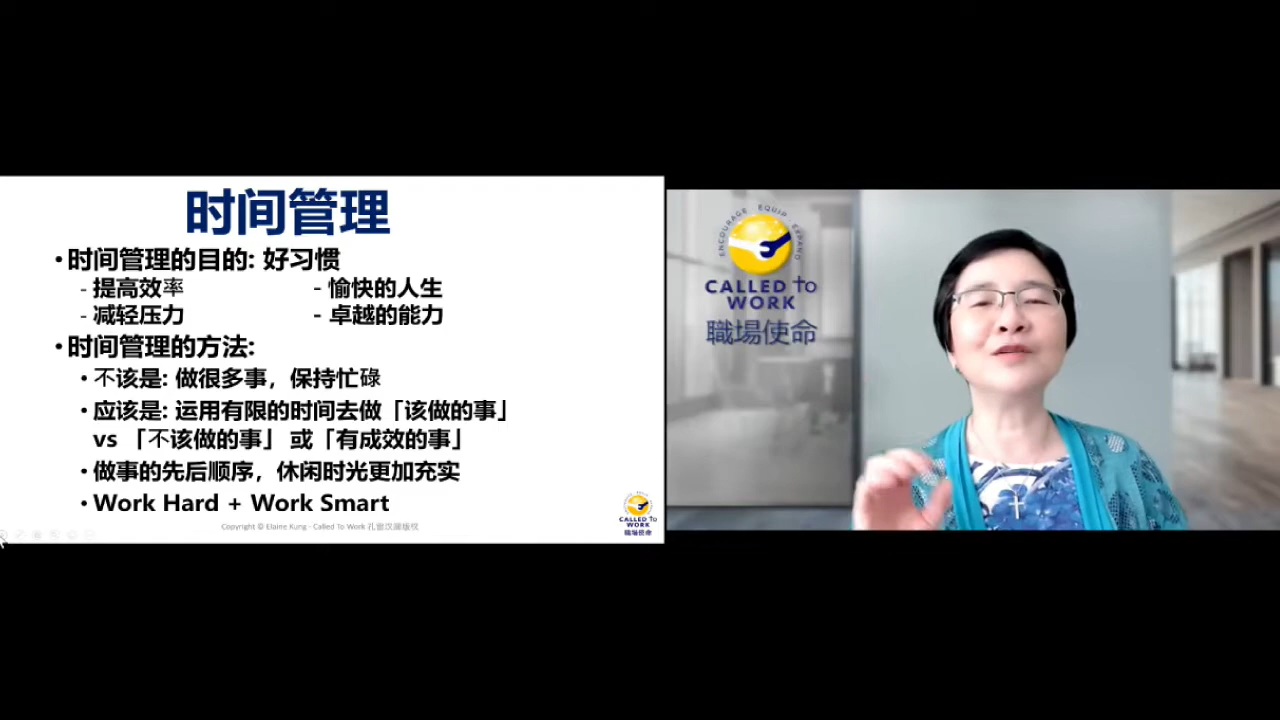 时间管理
•时间管理的目的: 好习惯
- 提高效率 - 愉快的人生
- 减轻压力 - 卓越的能力
•时间管理的方法:
• 不该是: 做很多事，保持忙碌
• 应该是: 运用有限的时间去做「该做的事」
vs 「不该做的事」 或「有成效的事」
• 做事的先后顺序，休闲时光更加充实
• Work Hard + Work Smart
Copyright © Elaine Kung - Called To Work
CALLED To
WORK
職場使命
ENCOURAGE EQUIP EXPAND
CALLED To
WORK
職場使命